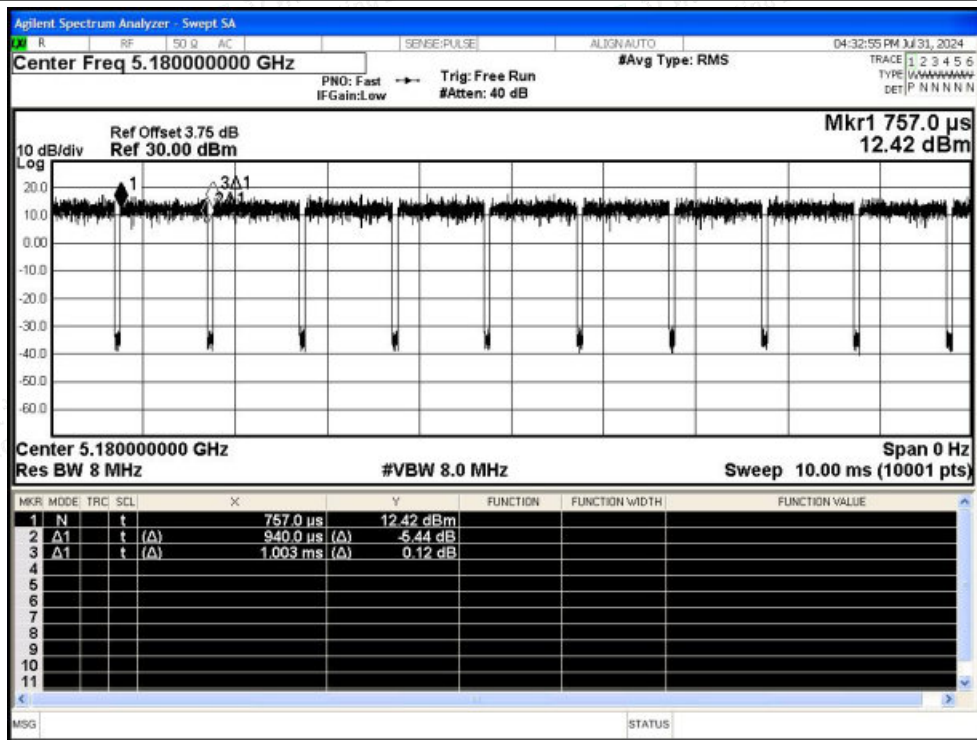 Agilent Spectrum Analyzer - Swept SA
LXI R RF 50 Ω AC SENSE:PULSE ALIGN AUTO 04:32:55 PM Jul 31, 2024
Center Freq 5.180000000 GHz #Avg Type: RMS TRACE 1 2 3 4 5 6
PNO: Fast Trig: Free Run TYPE
IFGain:Low #Atten: 40 dB DET P N N N N N
Mkr1 757.0 µs
Ref Offset 3.75 dB
10 dB/div Ref 30.00 dBm 12.42 dBm
Log
20.0
1 3Δ1
2Δ1
10.0
0.00
-10.0
-20.0
-30.0
-40.0
-50.0
-60.0
Center 5.180000000 GHz Span 0 Hz
Res BW 8 MHz #VBW 8.0 MHz Sweep 10.00 ms (10001 pts)
MKR MODE TRC SCL X Y FUNCTION FUNCTION WIDTH FUNCTION VALUE
1 N t 757.0 µs 12.42 dBm
2 Δ1 t (Δ) 940.0 µs (Δ) -5.44 dB
3 Δ1 t (Δ) 1.003 ms (Δ) 0.12 dB
4
5
6
7
8
9
10
11
MSG STATUS